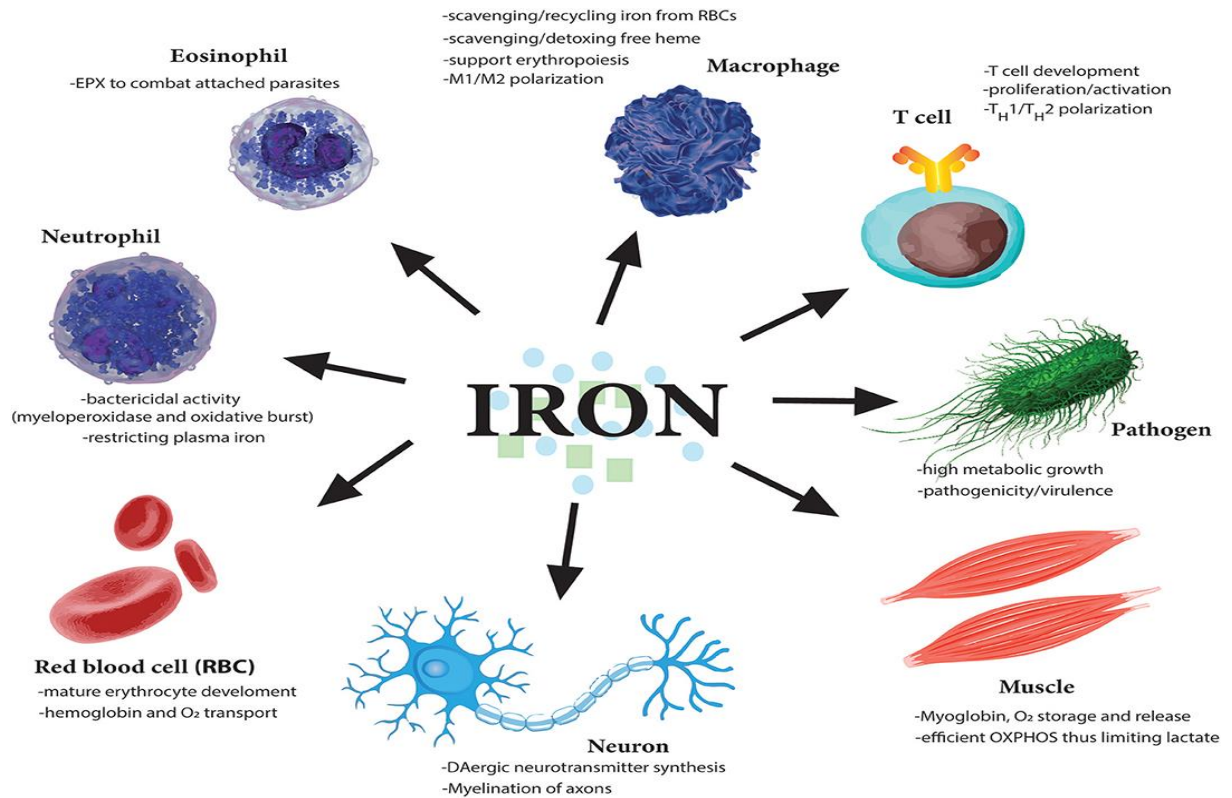 -scavenging/recycling iron from RBCs
-scavenging/detoxing free heme
-support erythropoiesis
-M1/M2 polarization
Macrophage
Eosinophil
-EPX to combat attached parasites
T cell
-T cell development
-proliferation/activation
-TH1/TH2 polarization
Neutrophil
-bactericidal activity
(myeloperoxidase and oxidative burst)
-restricting plasma iron
IRON
Pathogen
-high metabolic growth
-pathogenicity/virulence
Red blood cell (RBC)
-mature erythrocyte develoment
-hemoglobin and O₂ transport
Neuron
-DAergic neurotransmitter synthesis
-Myelination of axons
Muscle
-Myoglobin, O₂ storage and release
-efficient OXPHOS thus limiting lactate